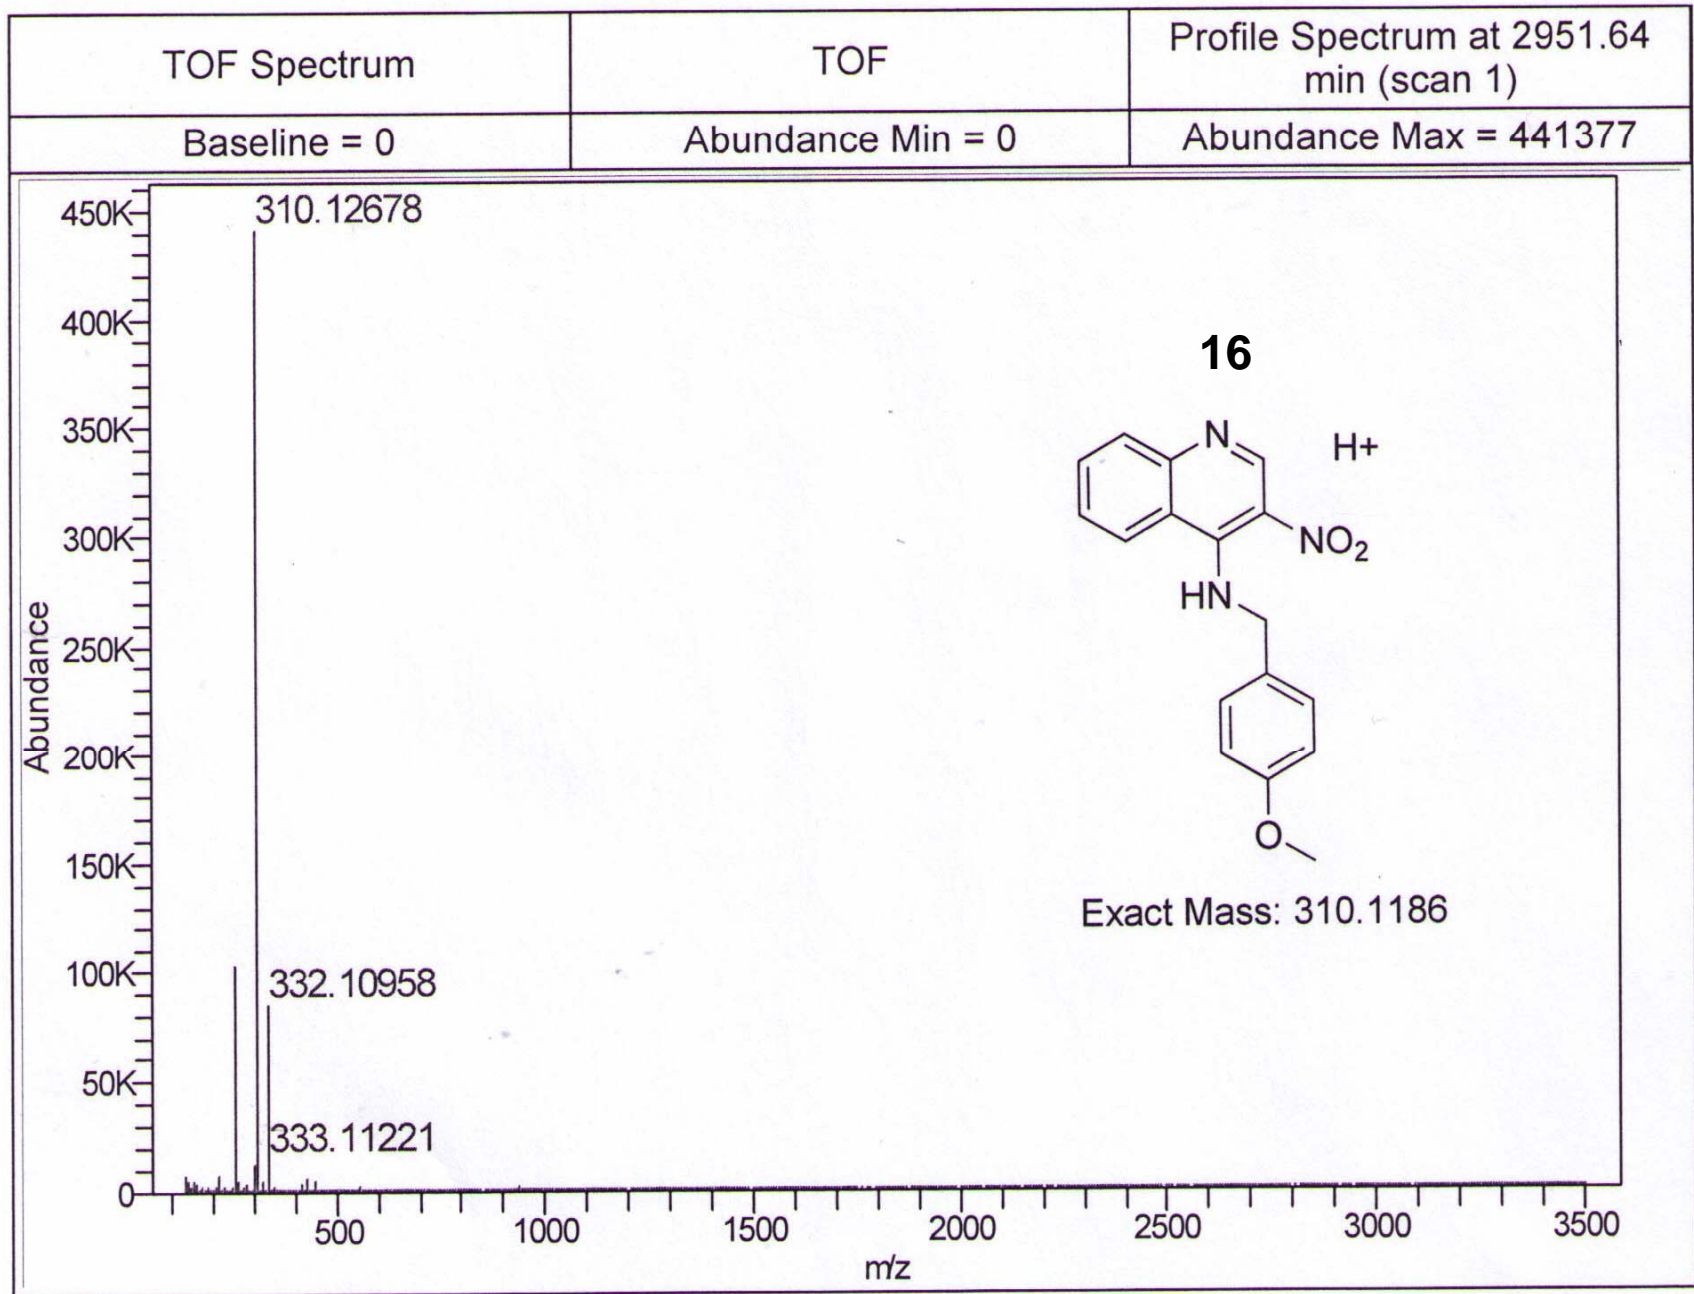 TOF Spectrum
TOF
Profile Spectrum at 2951.64
min (scan 1)
Baseline = 0
Abundance Min = 0
Abundance Max = 441377
450K
400K
350K
300K
250K
200K
150K
100K
50K
0
Abundance
310.12678
332.10958
333.11221
16
N
H+
NO2
HN
O
Exact Mass: 310.1186
500
1000
1500
2000
2500
3000
3500
m/z